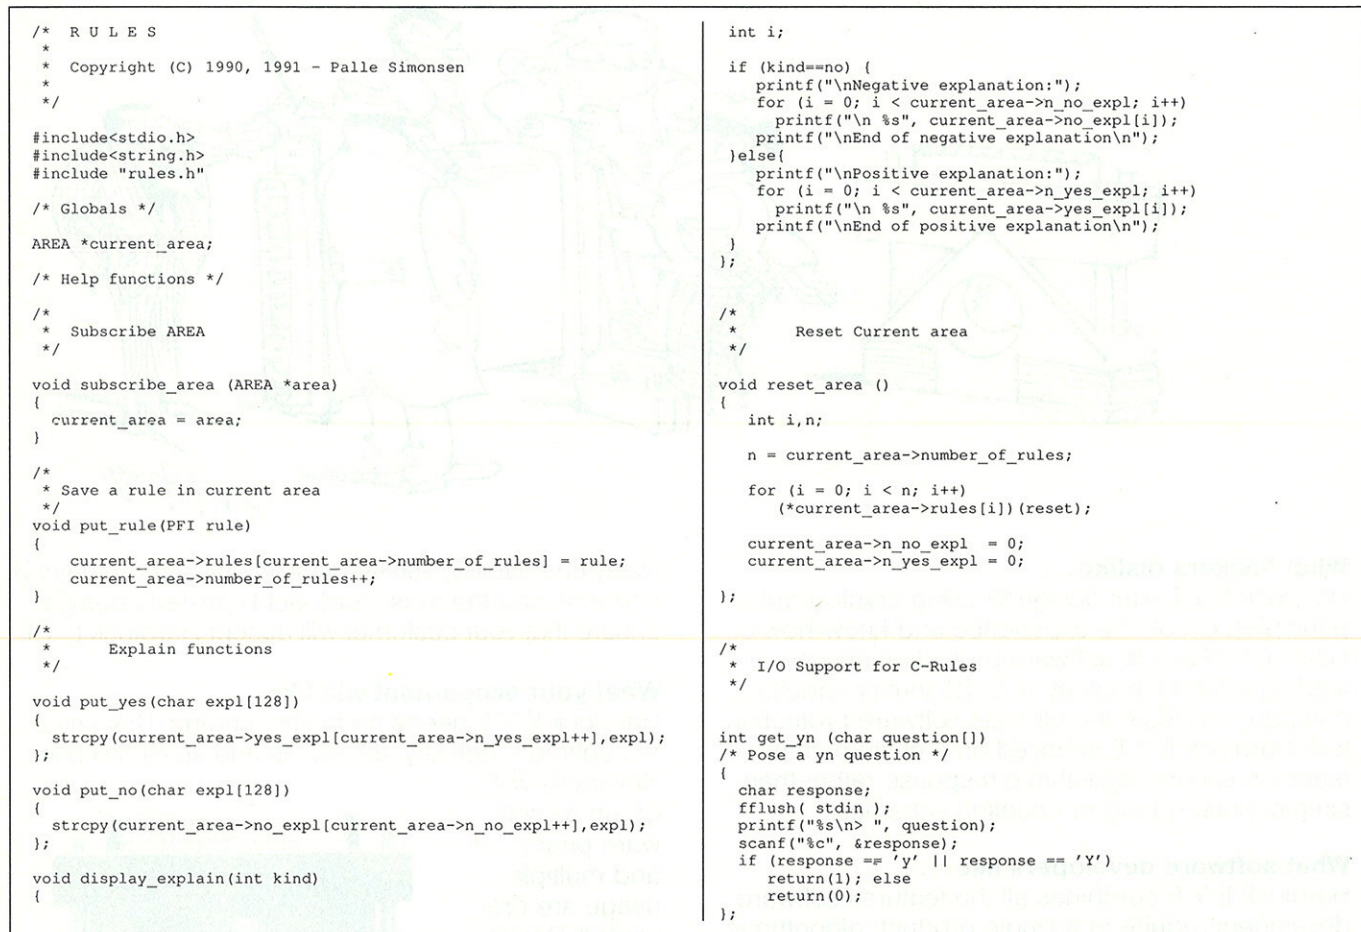 /*  R U L E S
 *
 *  Copyright (C) 1990, 1991 - Palle Simonsen
 *
 */
#include<stdio.h>
#include<string.h>
#include "rules.h"
/* Globals */
AREA *current_area;
/* Help functions */
/*
 *  Subscribe AREA
 */
void subscribe_area (AREA *area)
{
  current_area = area;
}
/*
 * Save a rule in current area
 */
void put_rule(PFI rule)
{
    current_area->rules[current_area->number_of_rules] = rule;
    current_area->number_of_rules++;
}
/*
 *      Explain functions
 */
void put_yes(char expl[128])
{
  strcpy(current_area->yes_expl[current_area->n_yes_expl++],expl);
};
void put_no(char expl[128])
{
  strcpy(current_area->no_expl[current_area->n_no_expl++],expl);
};
void display_explain(int kind)
{
 int i;
 if (kind==no) {
    printf("\nNegative explanation:");
    for (i = 0; i < current_area->n_no_expl; i++)
      printf("\n %s", current_area->no_expl[i]);
    printf("\nEnd of negative explanation\n");
 }else{
    printf("\nPositive explanation:");
    for (i = 0; i < current_area->n_yes_expl; i++)
      printf("\n %s", current_area->yes_expl[i]);
    printf("\nEnd of positive explanation\n");
 }
};
/*
 *      Reset Current area
 */
void reset_area ()
{
   int i,n;
   n = current_area->number_of_rules;
   for (i = 0; i < n; i++)
      (*current_area->rules[i])(reset);
   current_area->n_no_expl  = 0;
   current_area->n_yes_expl = 0;
};
/*
 *  I/O Support for C-Rules
 */
int get_yn (char question[])
/* Pose a yn question */
{
  char response;
  fflush( stdin );
  printf("%s\n> ", question);
  scanf("%c", &response);
  if (response == 'y' || response == 'Y')
     return(1); else
     return(0);
};